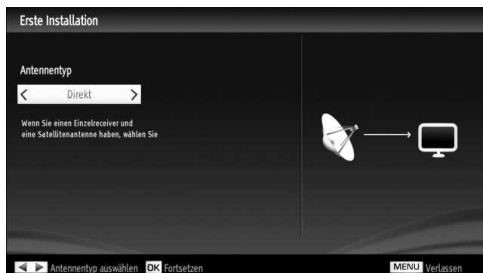 Erste Installation
Antennentyp
Direkt
Wenn Sie einen Einzelreceiver und
eine Satellitenantenne haben, wählen Sie
Antennentyp auswählen OK Fortsetzen MENU Verlassen